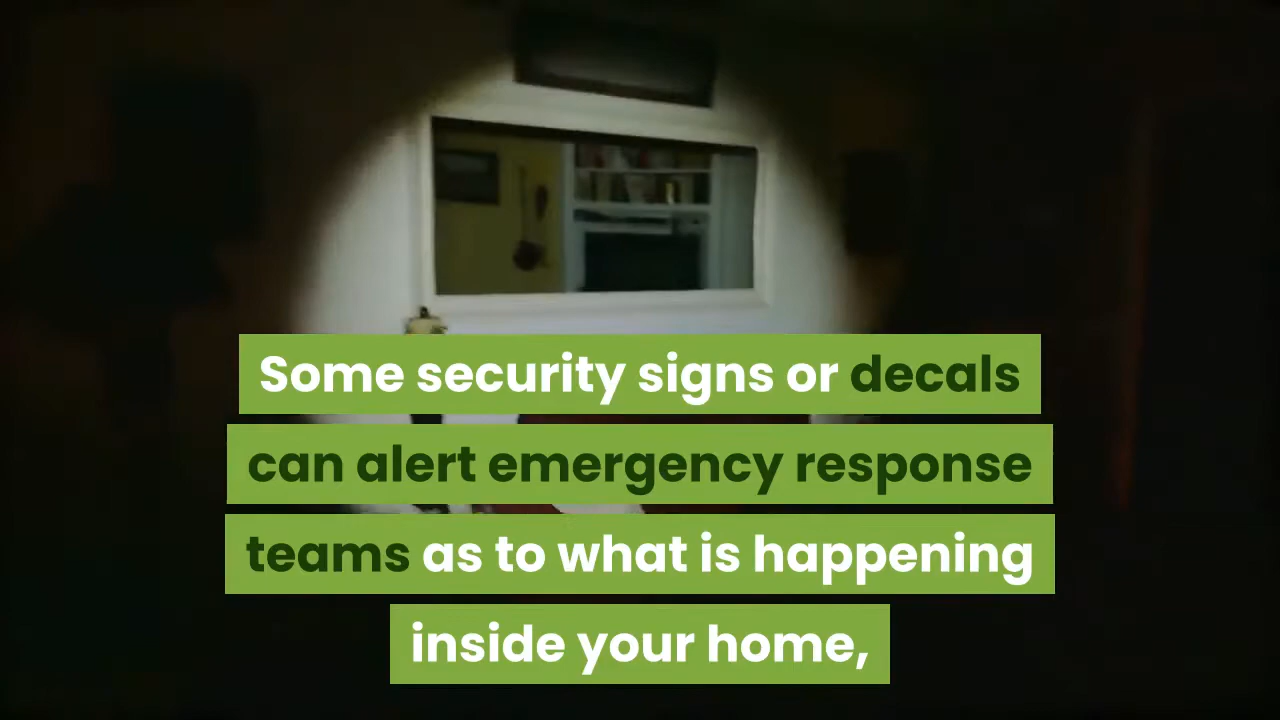 Some security signs or decals
can alert emergency response
teams as to what is happening
inside your home,